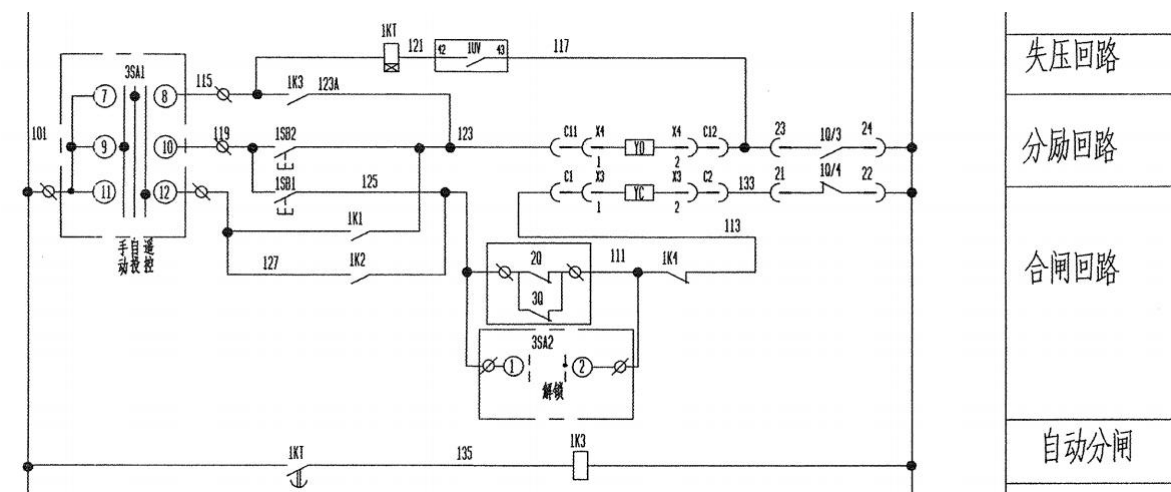 1KT 121 42 1UV 43 117
失压回路
3SA1
7 8 115 1K3 123A
101
9 10 119 1SB2 123 C11 X4 1 YO X4 2 C12 23 1Q/3 24
分励回路
11 12 1SB1 125 C1 X3 1 YC X3 2 C2 133 21 1Q/4 22
手动 自投 遥控
1K1 113
127 1K2 2Q 111 1K4
合闸回路
3Q
3SA2
1 2
解锁
1KT 135 1K3
自动分闸